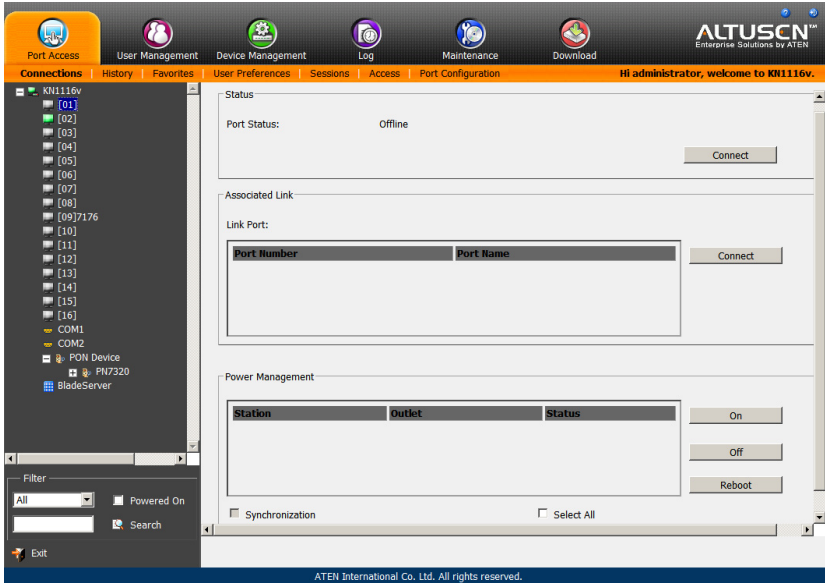 Port Access
User Management
Device Management
Log
Maintenance
Download
ALTUSEN™
Enterprise Solutions by ATEN
Connections
History
Favorites
User Preferences
Sessions
Access
Port Configuration
Hi administrator, welcome to KN1116v.
KN1116v
[01]
[02]
[03]
[04]
[05]
[06]
[07]
[08]
[09]7176
[10]
[11]
[12]
[13]
[14]
[15]
[16]
COM1
COM2
PON Device
PN7320
BladeServer
Filter
All
Powered On
Search
Exit
Status
Port Status: Offline
Connect
Associated Link
Link Port:
Port Number Port Name
Connect
Power Management
Station Outlet Status
On
Off
Reboot
Synchronization
Select All
ATEN International Co. Ltd. All rights reserved.